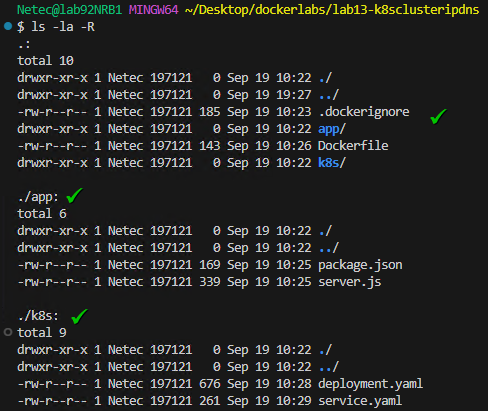 Netec@lab92NRB1 MINGW64 ~/Desktop/dockerlabs/lab13-k8sclusteripdns
$ ls -la -R
.:
total 10
drwxr-xr-x 1 Netec 197121   0 Sep 19 10:22 ./
drwxr-xr-x 1 Netec 197121   0 Sep 19 19:27 ../
-rw-r--r-- 1 Netec 197121 185 Sep 19 10:23 .dockerignore
drwxr-xr-x 1 Netec 197121   0 Sep 19 10:22 app/
-rw-r--r-- 1 Netec 197121 143 Sep 19 10:26 Dockerfile
drwxr-xr-x 1 Netec 197121   0 Sep 19 10:22 k8s/
./app:
total 6
drwxr-xr-x 1 Netec 197121   0 Sep 19 10:22 ./
drwxr-xr-x 1 Netec 197121   0 Sep 19 10:22 ../
-rw-r--r-- 1 Netec 197121 169 Sep 19 10:25 package.json
-rw-r--r-- 1 Netec 197121 339 Sep 19 10:25 server.js
./k8s:
total 9
drwxr-xr-x 1 Netec 197121   0 Sep 19 10:22 ./
drwxr-xr-x 1 Netec 197121   0 Sep 19 10:22 ../
-rw-r--r-- 1 Netec 197121 676 Sep 19 10:28 deployment.yaml
-rw-r--r-- 1 Netec 197121 261 Sep 19 10:29 service.yaml